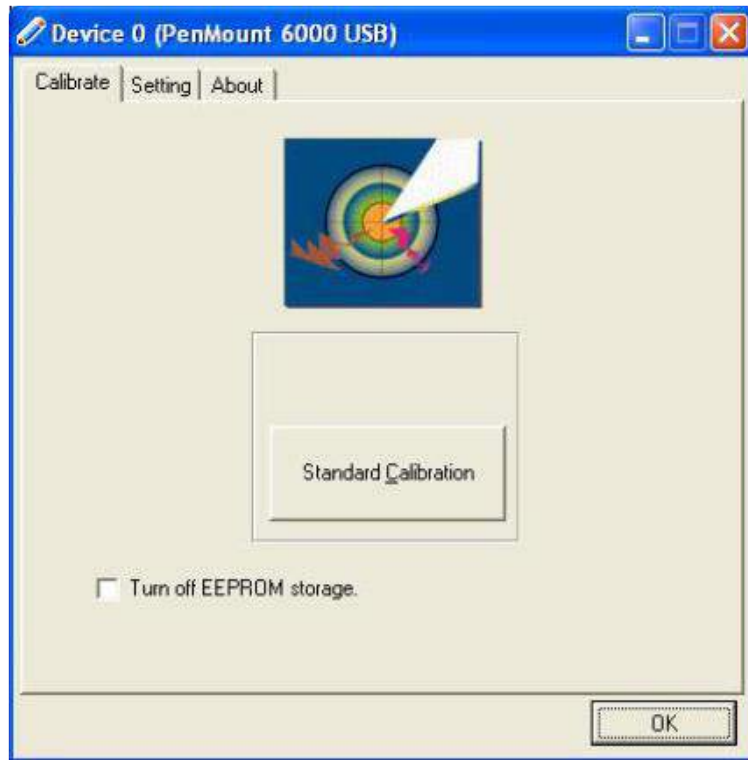 Device 0 (PenMount 6000 USB)
Calibrate Setting About
Standard Calibration
Turn off EEPROM storage.
OK